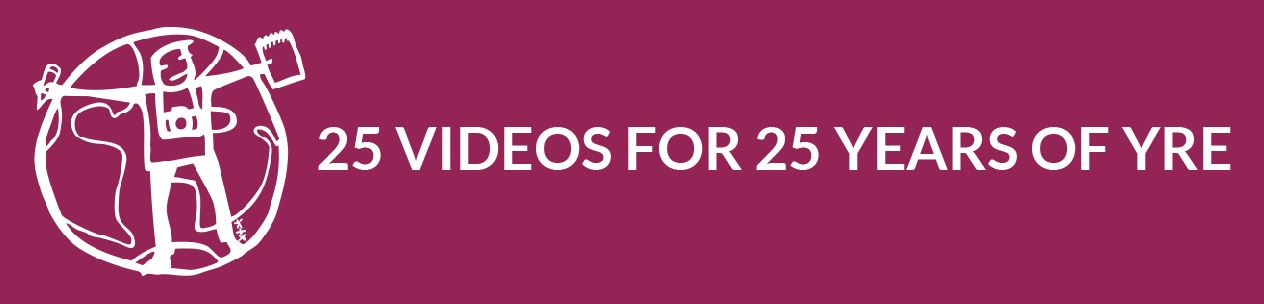 25 VIDEOS FOR 25 YEARS OF YRE